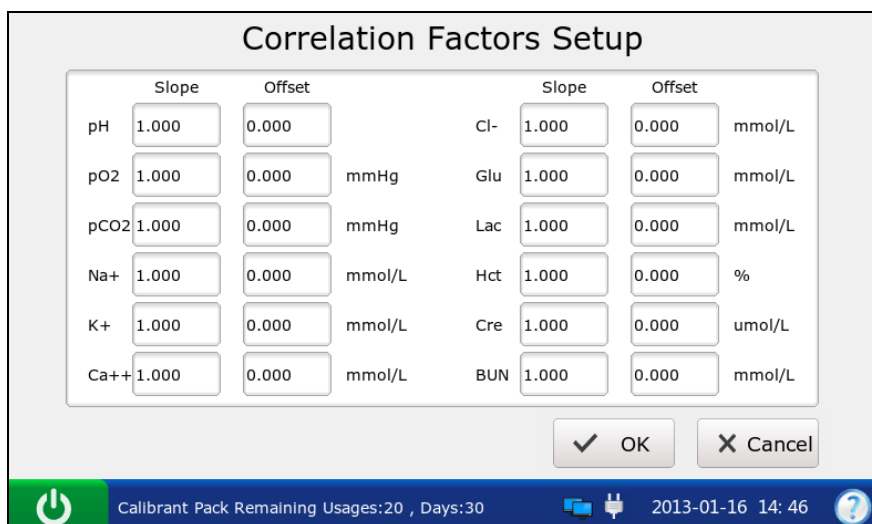 Correlation Factors Setup
Slope Offset Slope Offset
pH 1.000 0.000 Cl- 1.000 0.000 mmol/L
pO2 1.000 0.000 mmHg Glu 1.000 0.000 mmol/L
pCO2 1.000 0.000 mmHg Lac 1.000 0.000 mmol/L
Na+ 1.000 0.000 mmol/L Hct 1.000 0.000 %
K+ 1.000 0.000 mmol/L Cre 1.000 0.000 umol/L
Ca++ 1.000 0.000 mmol/L BUN 1.000 0.000 mmol/L
OK Cancel
Calibrant Pack Remaining Usages:20 , Days:30 2013-01-16 14: 46 ?